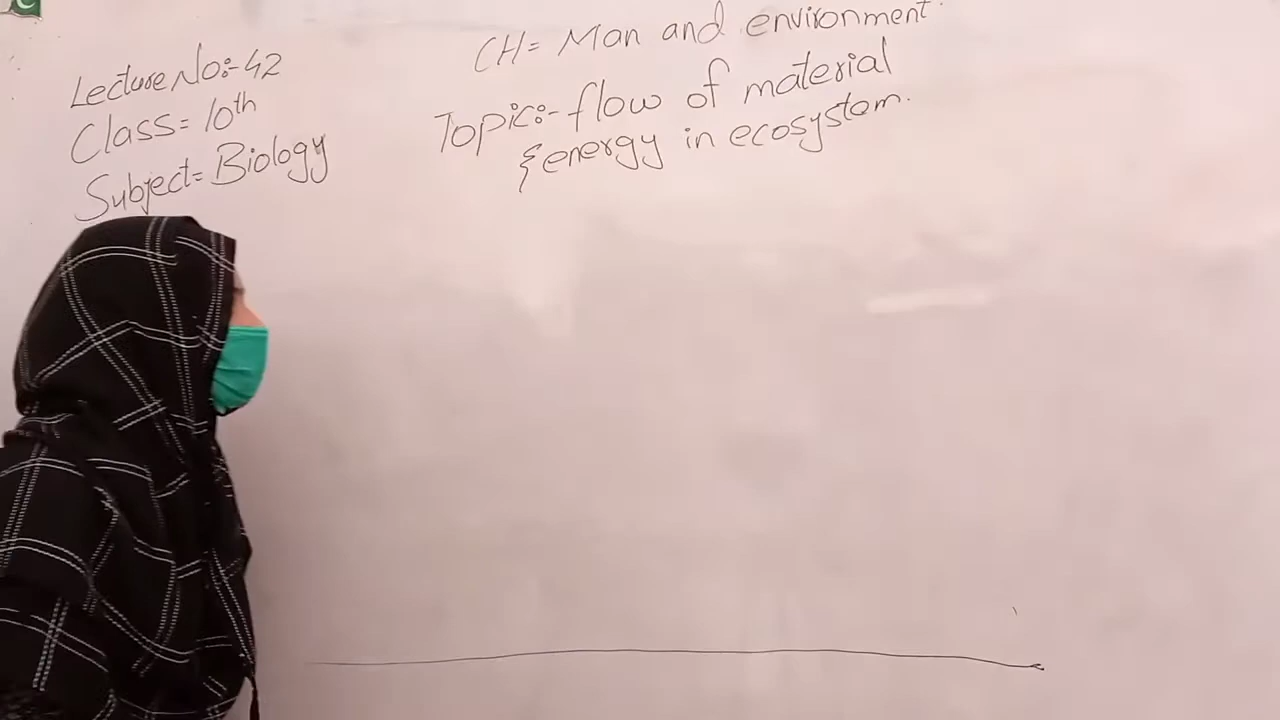 Lecture No:-42
Class= 10th
Subject= Biology
CH= Man and environment.
Topic:- flow of material
& energy in ecosystem.